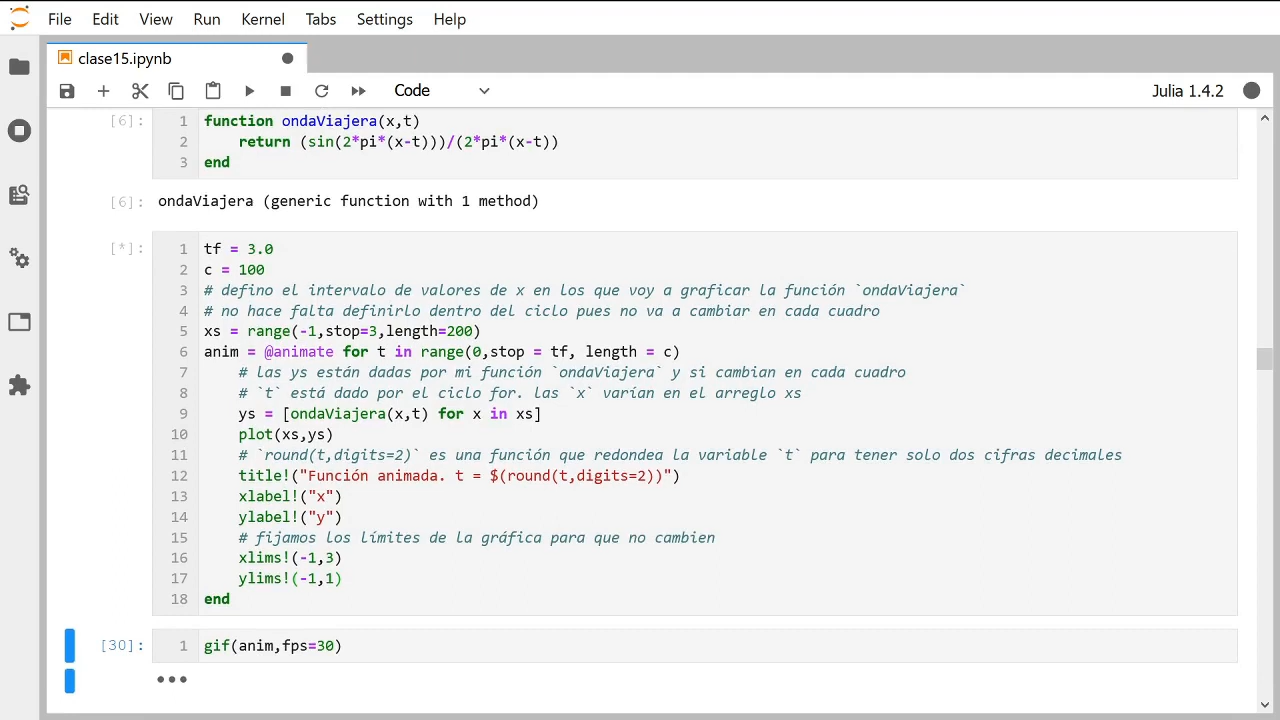 File Edit View Run Kernel Tabs Settings Help
clase15.ipynb
Code
Julia 1.4.2
[6]:
1 function ondaViajera(x,t)
2 return (sin(2*pi*(x-t)))/(2*pi*(x-t))
3 end
[6]: ondaViajera (generic function with 1 method)
[*]:
1 tf = 3.0
2 c = 100
3 # defino el intervalo de valores de x en los que voy a graficar la función `ondaViajera`
4 # no hace falta definirlo dentro del ciclo pues no va a cambiar en cada cuadro
5 xs = range(-1,stop=3,length=200)
6 anim = @animate for t in range(0,stop = tf, length = c)
7 # las ys están dadas por mi función `ondaViajera` y si cambian en cada cuadro
8 # `t` está dado por el ciclo for. las `x` varían en el arreglo xs
9 ys = [ondaViajera(x,t) for x in xs]
10 plot(xs,ys)
11 # `round(t,digits=2)` es una función que redondea la variable `t` para tener solo dos cifras decimales
12 title!("Función animada. t = $(round(t,digits=2))")
13 xlabel!("x")
14 ylabel!("y")
15 # fijamos los límites de la gráfica para que no cambien
16 xlims!(-1,3)
17 ylims!(-1,1)
18 end
[30]: 1 gif(anim,fps=30)